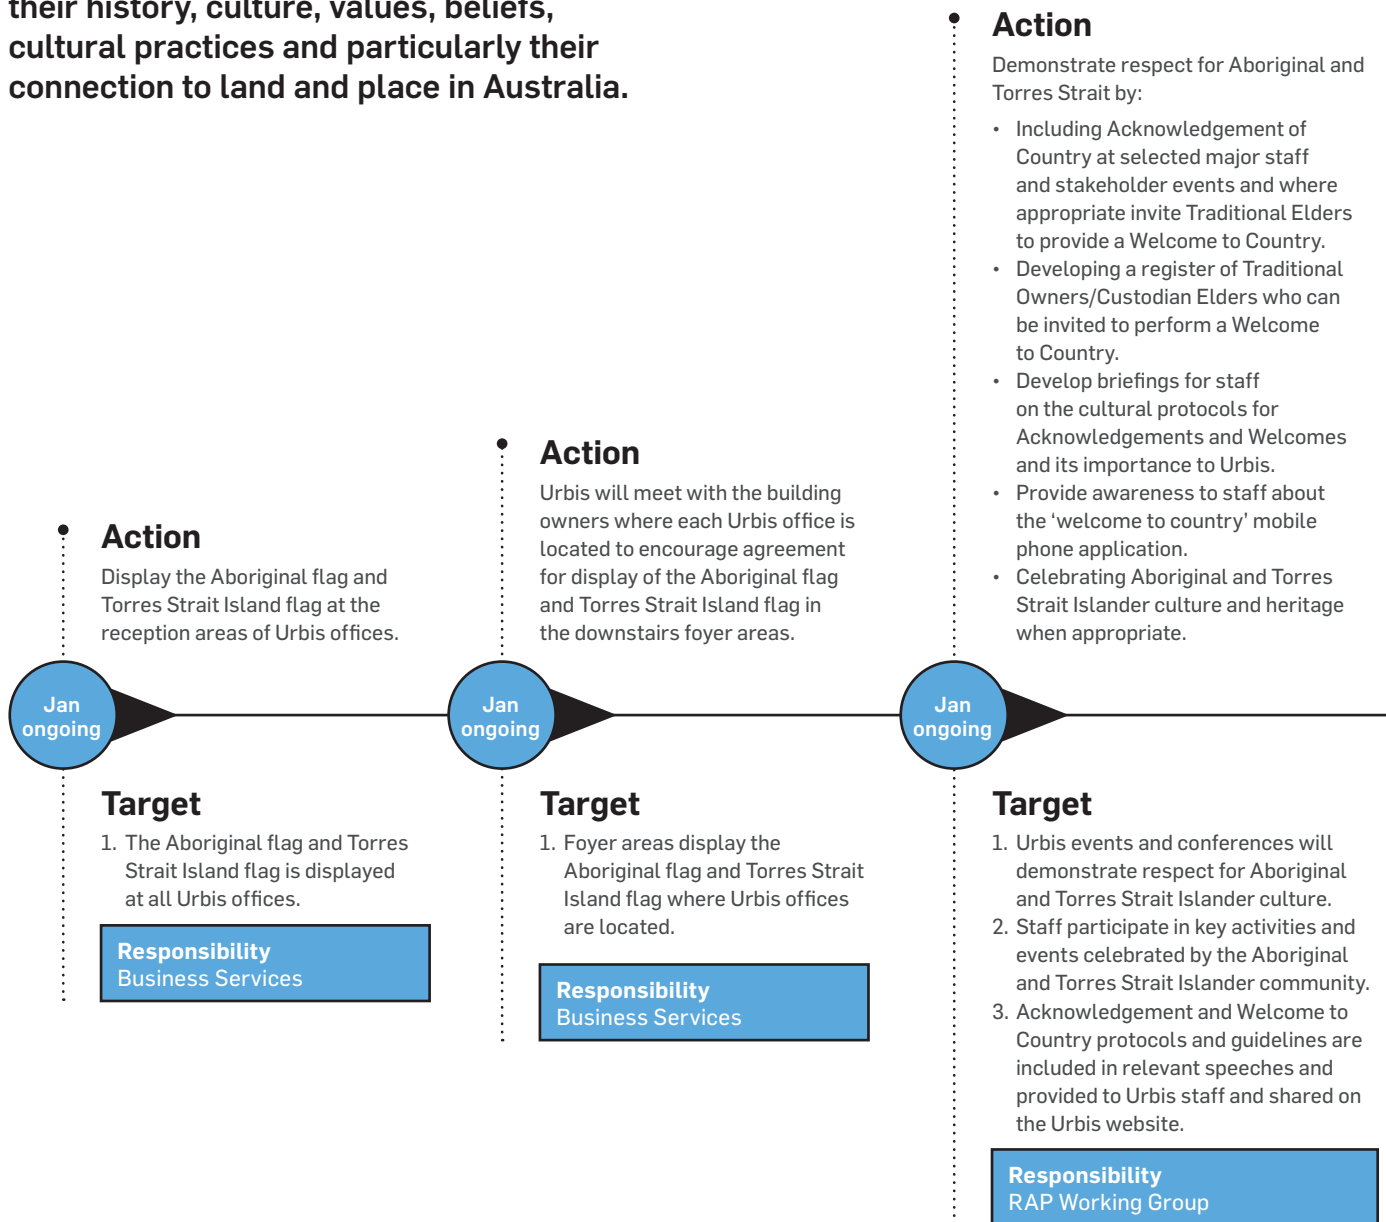 their history, culture, values, beliefs,
cultural practices and particularly their
connection to land and place in Australia.
Action
Display the Aboriginal flag and
Torres Strait Island flag at the
reception areas of Urbis offices.
Jan
ongoing
Target
1. The Aboriginal flag and Torres
Strait Island flag is displayed
at all Urbis offices.
Responsibility
Business Services
Action
Urbis will meet with the building
owners where each Urbis office is
located to encourage agreement
for display of the Aboriginal flag
and Torres Strait Island flag in
the downstairs foyer areas.
Jan
ongoing
Target
1. Foyer areas display the
Aboriginal flag and Torres Strait
Island flag where Urbis offices
are located.
Responsibility
Business Services
Action
Demonstrate respect for Aboriginal and
Torres Strait by:
• Including Acknowledgement of
Country at selected major staff
and stakeholder events and where
appropriate invite Traditional Elders
to provide a Welcome to Country.
• Developing a register of Traditional
Owners/Custodian Elders who can
be invited to perform a Welcome
to Country.
• Develop briefings for staff
on the cultural protocols for
Acknowledgements and Welcomes
and its importance to Urbis.
• Provide awareness to staff about
the ‘welcome to country’ mobile
phone application.
• Celebrating Aboriginal and Torres
Strait Islander culture and heritage
when appropriate.
Jan
ongoing
Target
1. Urbis events and conferences will
demonstrate respect for Aboriginal
and Torres Strait Islander culture.
2. Staff participate in key activities and
events celebrated by the Aboriginal
and Torres Strait Islander community.
3. Acknowledgement and Welcome to
Country protocols and guidelines are
included in relevant speeches and
provided to Urbis staff and shared on
the Urbis website.
Responsibility
RAP Working Group